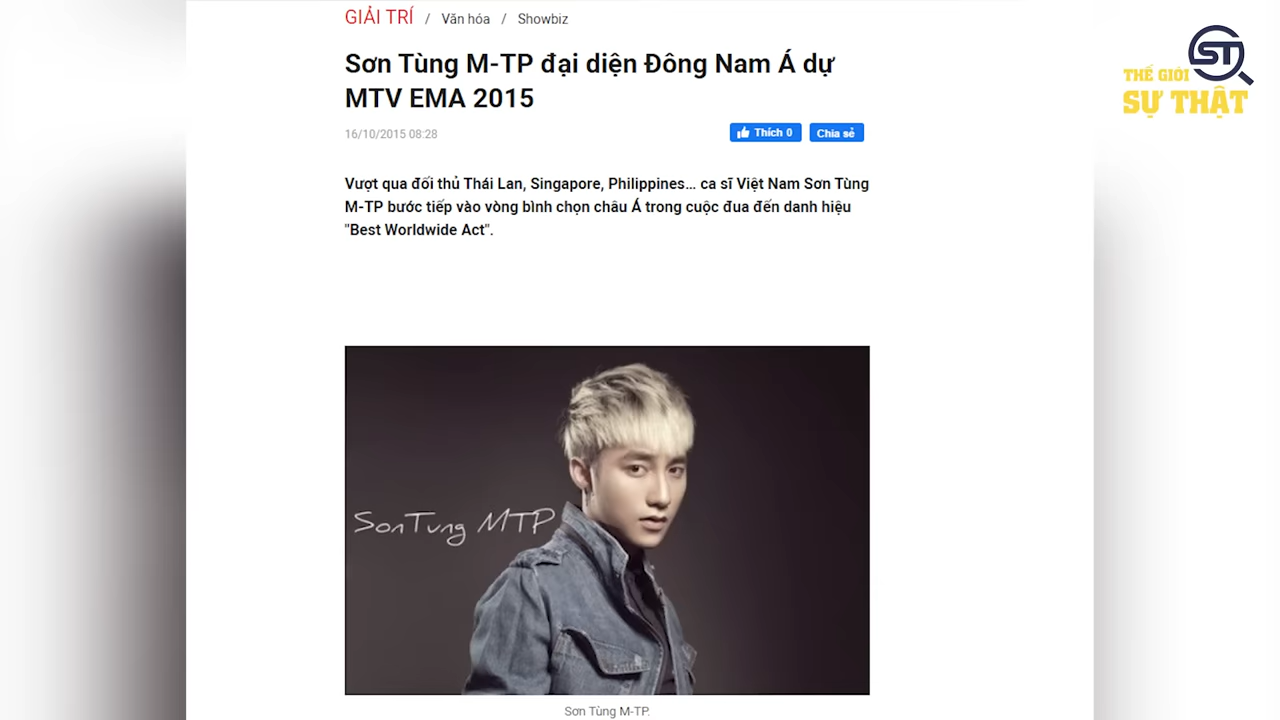 GIẢI TRÍ / Văn hóa / Showbiz
Sơn Tùng M-TP đại diện Đông Nam Á dự
MTV EMA 2015
16/10/2015 08:28
Thích 0 Chia sẻ
Vượt qua đối thủ Thái Lan, Singapore, Philippines... ca sĩ Việt Nam Sơn Tùng
M-TP bước tiếp vào vòng bình chọn châu Á trong cuộc đua đến danh hiệu
"Best Worldwide Act".
SonTung MTP
Sơn Tùng M-TP.
ST
THẾ GIỚI
SỰ THẬT